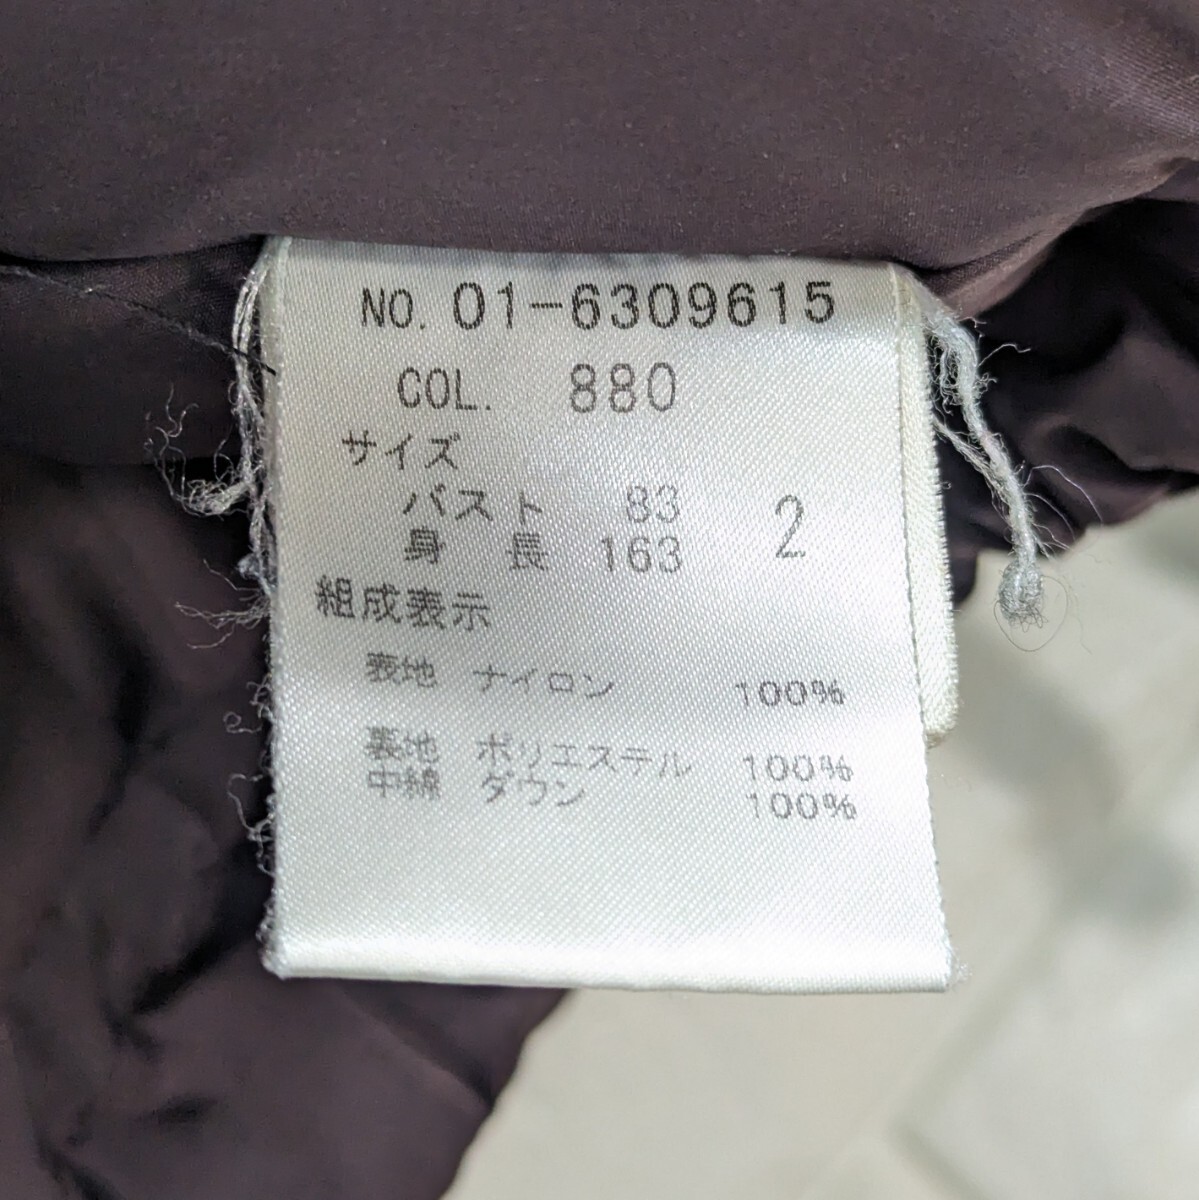 NO. 01-6309615
COL. 880
サイズ
バスト 83
身長 163
2
組成表示
表地 ナイロン 100%
裏地 ポリエステル 100%
中綿 ダウン 100%